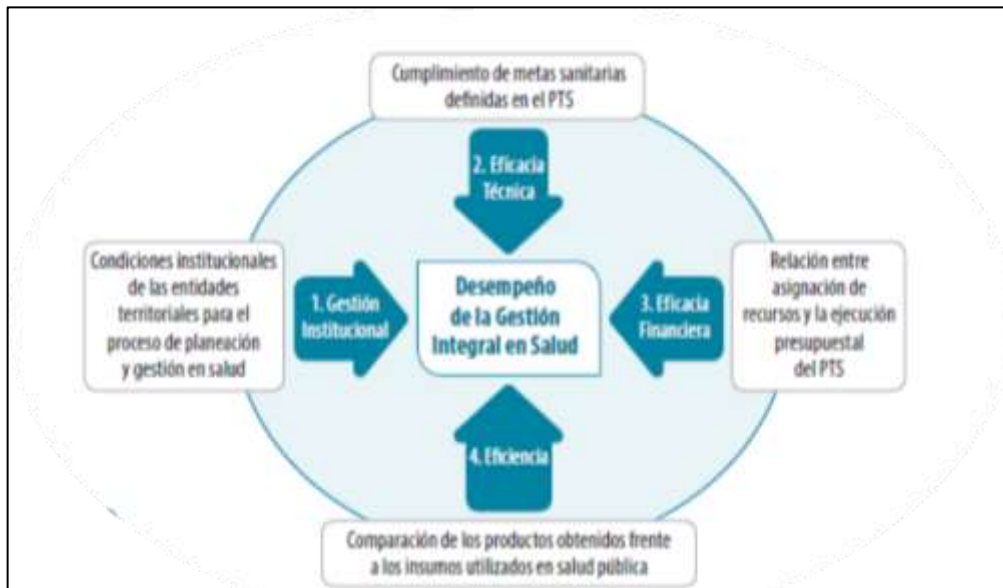 Cumplimiento de metas sanitarias
definidas en el PTS
2. Eficacia
Técnica
Condiciones institucionales
de las entidades
territoriales para el
proceso de planeación
y gestión en salud
1. Gestión
Institucional
Desempeño
de la Gestión
Integral en Salud
3. Eficacia
Financiera
Relación entre
asignación de
recursos y la ejecución
presupuestal
del PTS
4. Eficiencia
Comparación de los productos obtenidos frente
a los insumos utilizados en salud pública